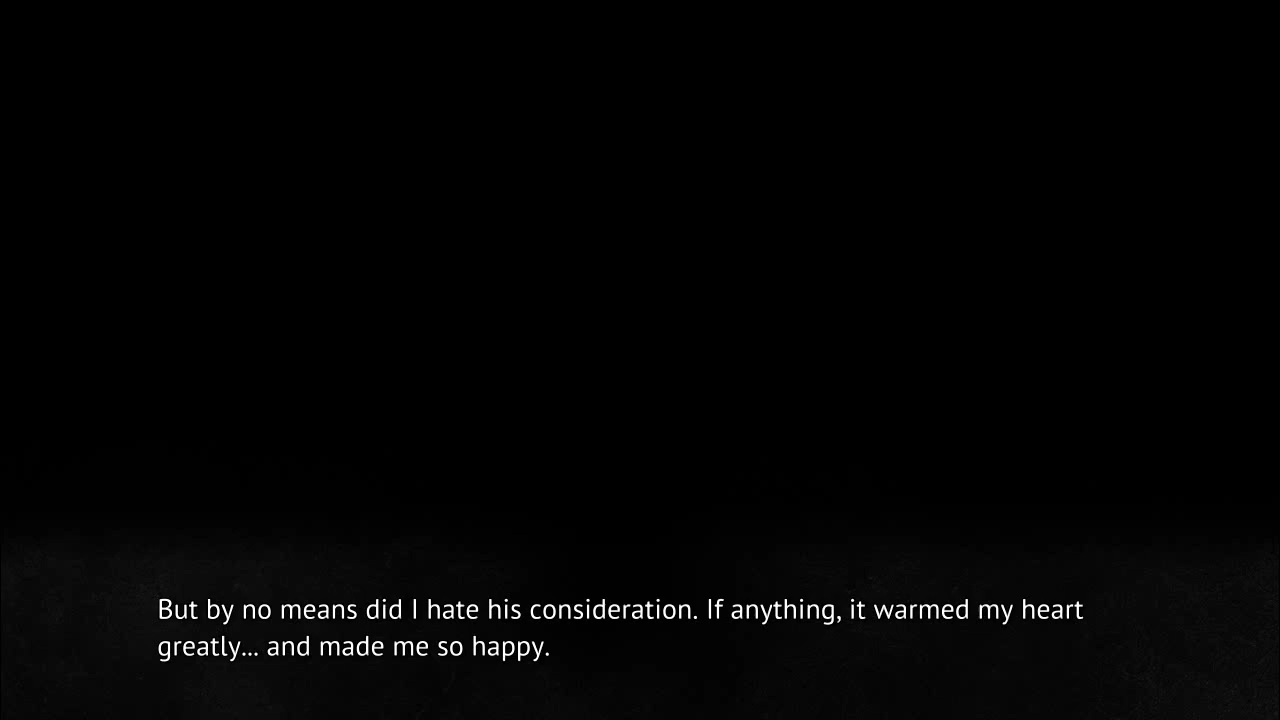 But by no means did I hate his consideration. If anything, it warmed my heart
greatly... and made me so happy.